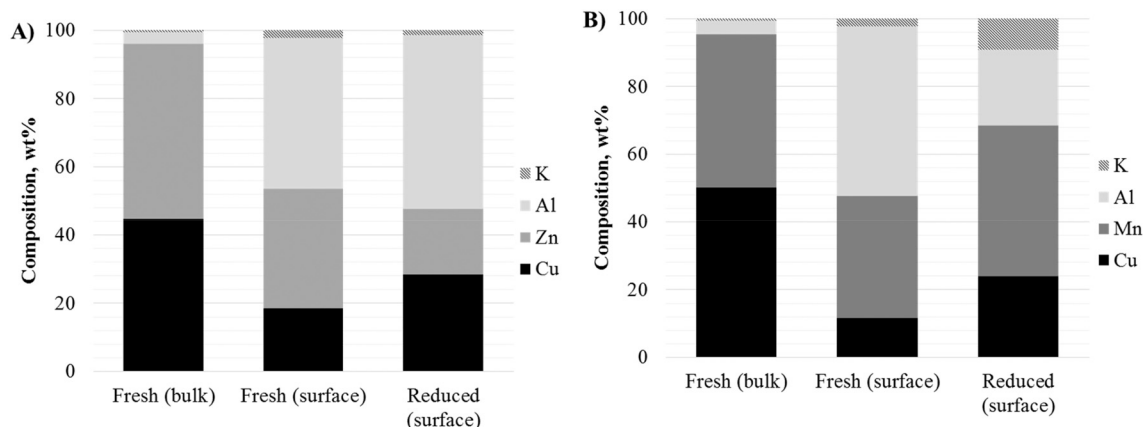 A)
Composition, wt%
100
80
60
40
20
0
Fresh (bulk)
Fresh (surface)
Reduced
(surface)
K
Al
Zn
Cu
B)
Composition, wt%
100
80
60
40
20
0
Fresh (bulk)
Fresh (surface)
Reduced
(surface)
K
Al
Mn
Cu